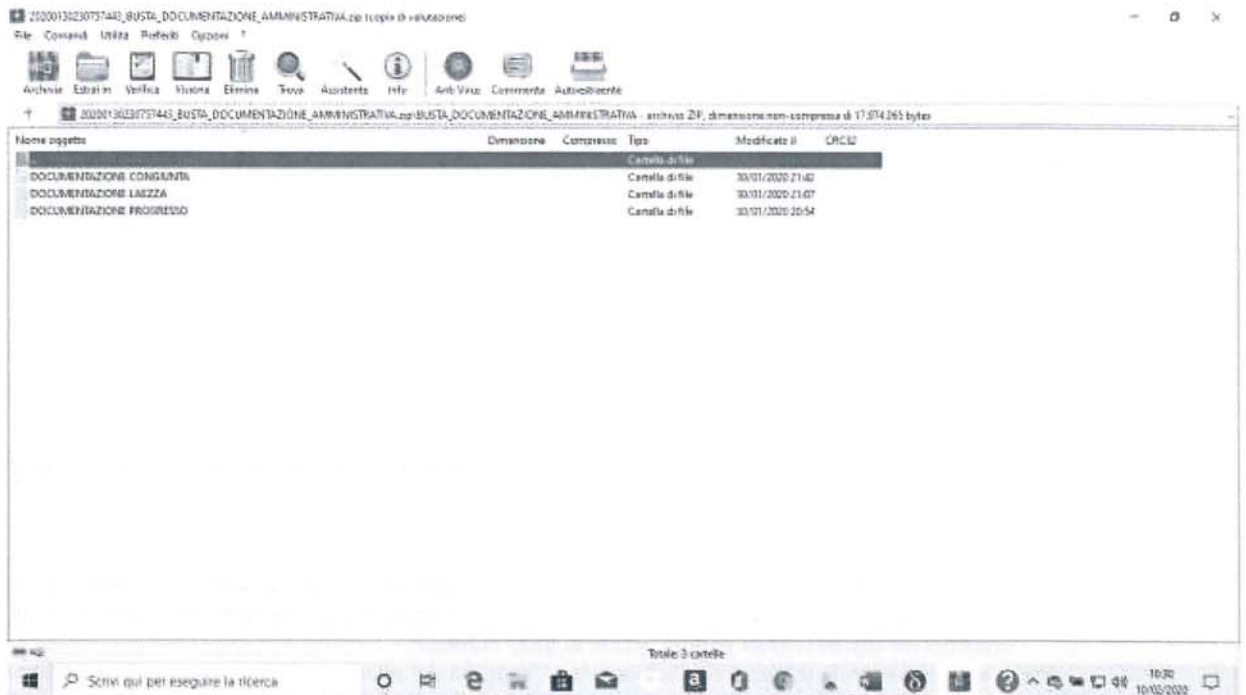 20200130230757443_BUSTA_DOCUMENTAZIONE_AMMINISTRATIVA.zip (copia di valutazione)
File Comandi Utilità Preferiti Opzioni ?
Archivia Estrai in Verifica Visiona Elimina Trova Assistente Info Anti Virus Commento Autoestraente
20200130230757443_BUSTA_DOCUMENTAZIONE_AMMINISTRATIVA.zip\BUSTA_DOCUMENTAZIONE_AMMINISTRATIVA - archivio ZIP, dimensione non-compressa di 17.974.365 bytes
Nome oggetto Dimensione Compresso Tipo Modificato il CRC32
.. Cartella di file
DOCUMENTAZIONE CONGIUNTA Cartella di file 30/01/2020 21:42
DOCUMENTAZIONE LAEZZA Cartella di file 30/01/2020 21:07
DOCUMENTAZIONE PROGRESSO Cartella di file 30/01/2020 20:54
Totale 3 cartelle
Scrivi qui per eseguire la ricerca
16:30
10/03/2020